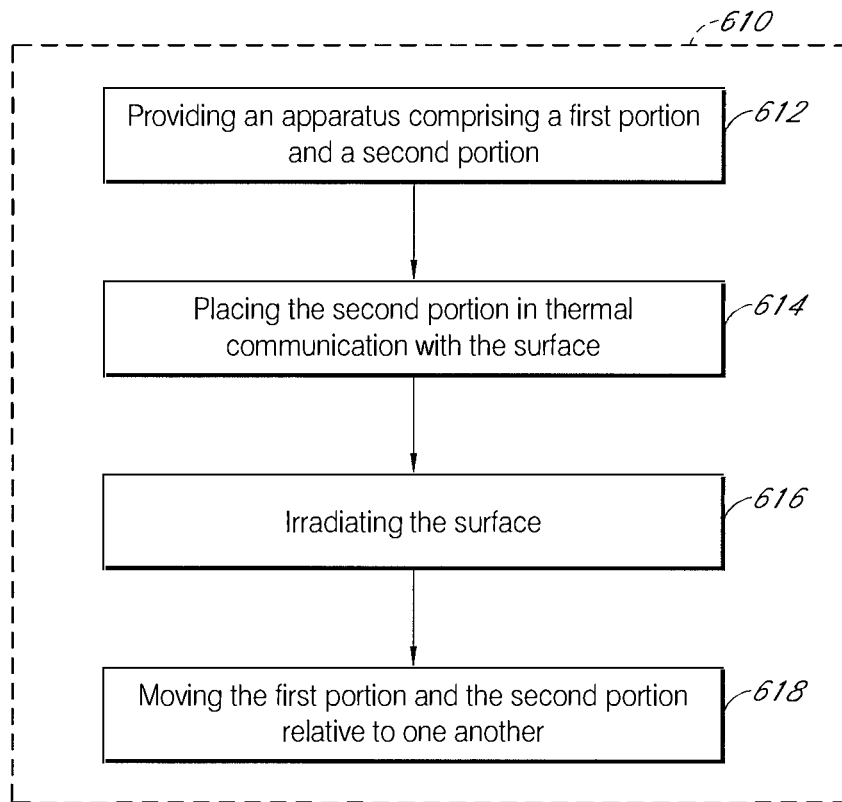 610
Providing an apparatus comprising a first portion
and a second portion
612
Placing the second portion in thermal
communication with the surface
614
Irradiating the surface
616
Moving the first portion and the second portion
relative to one another
618